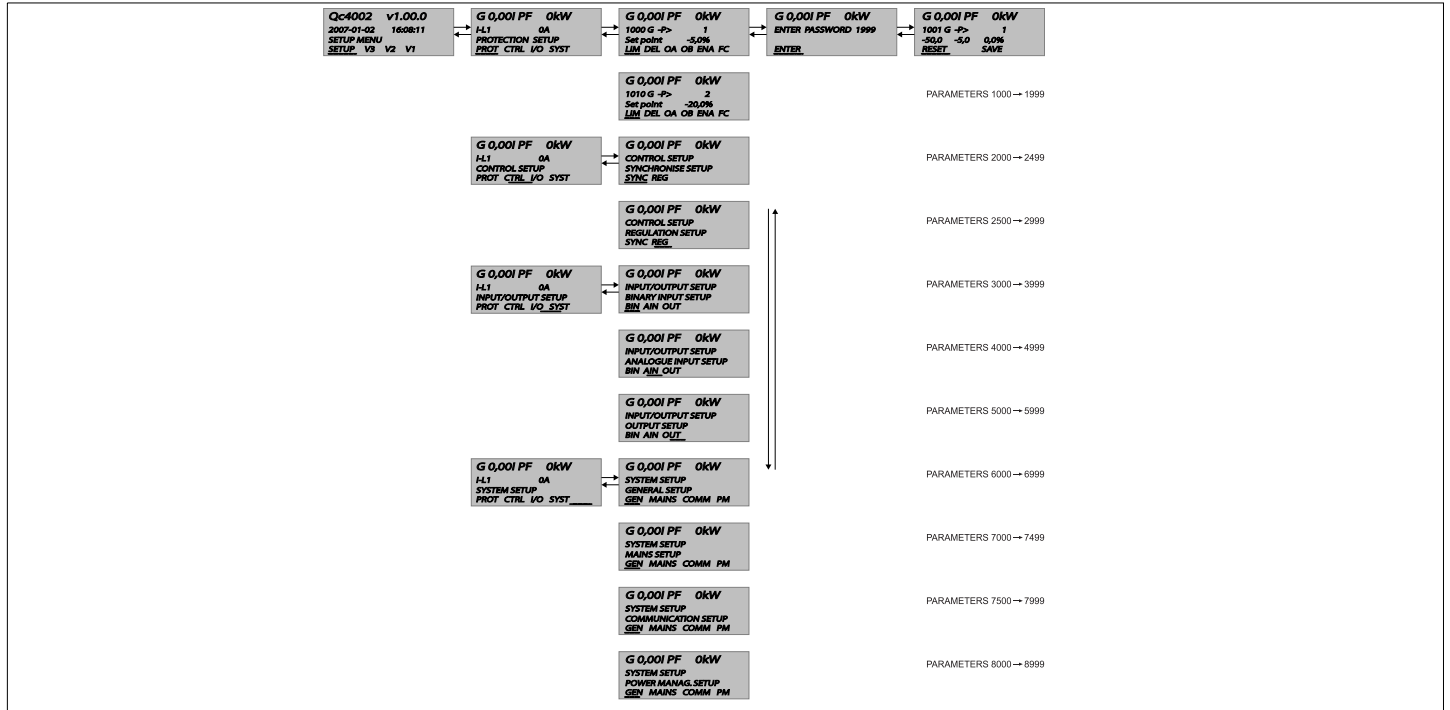 Qc4002 v1.00.0
2007-01-02 16:08:11
SETUP MENU
SETUP V3 V2 V1
G 0,00I PF 0kW
I-L1 0A
PROTECTION SETUP
PROT CTRL I/O SYST
G 0,00I PF 0kW
1000 G -P> 1
Set point -5,0%
LIM DEL OA OB ENA FC
G 0,00I PF 0kW
ENTER PASSWORD 1999
ENTER
G 0,00I PF 0kW
1001 G -P> 1
-50,0 -5,0 0,0%
RESET SAVE
G 0,00I PF 0kW
1010 G -P> 2
Set point -20,0%
LIM DEL OA OB ENA FC
PARAMETERS 1000→1999
G 0,00I PF 0kW
I-L1 0A
CONTROL SETUP
PROT CTRL I/O SYST
G 0,00I PF 0kW
CONTROL SETUP
SYNCHRONISE SETUP
SYNC REG
PARAMETERS 2000→2499
G 0,00I PF 0kW
CONTROL SETUP
REGULATION SETUP
SYNC REG
PARAMETERS 2500→2999
G 0,00I PF 0kW
I-L1 0A
INPUT/OUTPUT SETUP
PROT CTRL I/O SYST
G 0,00I PF 0kW
INPUT/OUTPUT SETUP
BINARY INPUT SETUP
BIN AIN OUT
PARAMETERS 3000→3999
G 0,00I PF 0kW
INPUT/OUTPUT SETUP
ANALOGUE INPUT SETUP
BIN AIN OUT
PARAMETERS 4000→4999
G 0,00I PF 0kW
INPUT/OUTPUT SETUP
OUTPUT SETUP
BIN AIN OUT
PARAMETERS 5000→5999
G 0,00I PF 0kW
I-L1 0A
SYSTEM SETUP
PROT CTRL I/O SYST
G 0,00I PF 0kW
SYSTEM SETUP
GENERAL SETUP
GEN MAINS COMM PM
PARAMETERS 6000→6999
G 0,00I PF 0kW
SYSTEM SETUP
MAINS SETUP
GEN MAINS COMM PM
PARAMETERS 7000→7499
G 0,00I PF 0kW
SYSTEM SETUP
COMMUNICATION SETUP
GEN MAINS COMM PM
PARAMETERS 7500→7999
G 0,00I PF 0kW
SYSTEM SETUP
POWER MANAG. SETUP
GEN MAINS COMM PM
PARAMETERS 8000→8999